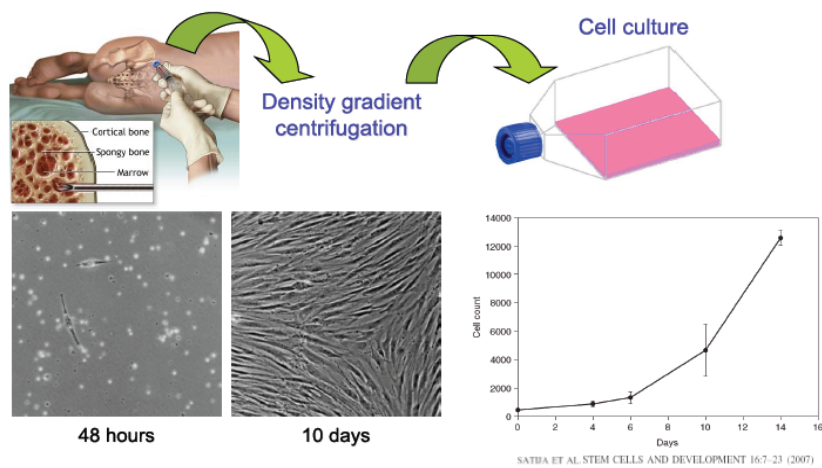 Cell culture
Density gradient
centrifugation
Cortical bone
Spongy bone
Marrow
48 hours
10 days
Cell count
14000
12000
10000
8000
6000
4000
2000
0
0 2 4 6 8 10 12 14 16
Days
SATIJA ET AL. STEM CELLS AND DEVELOPMENT 16:7–23 (2007)